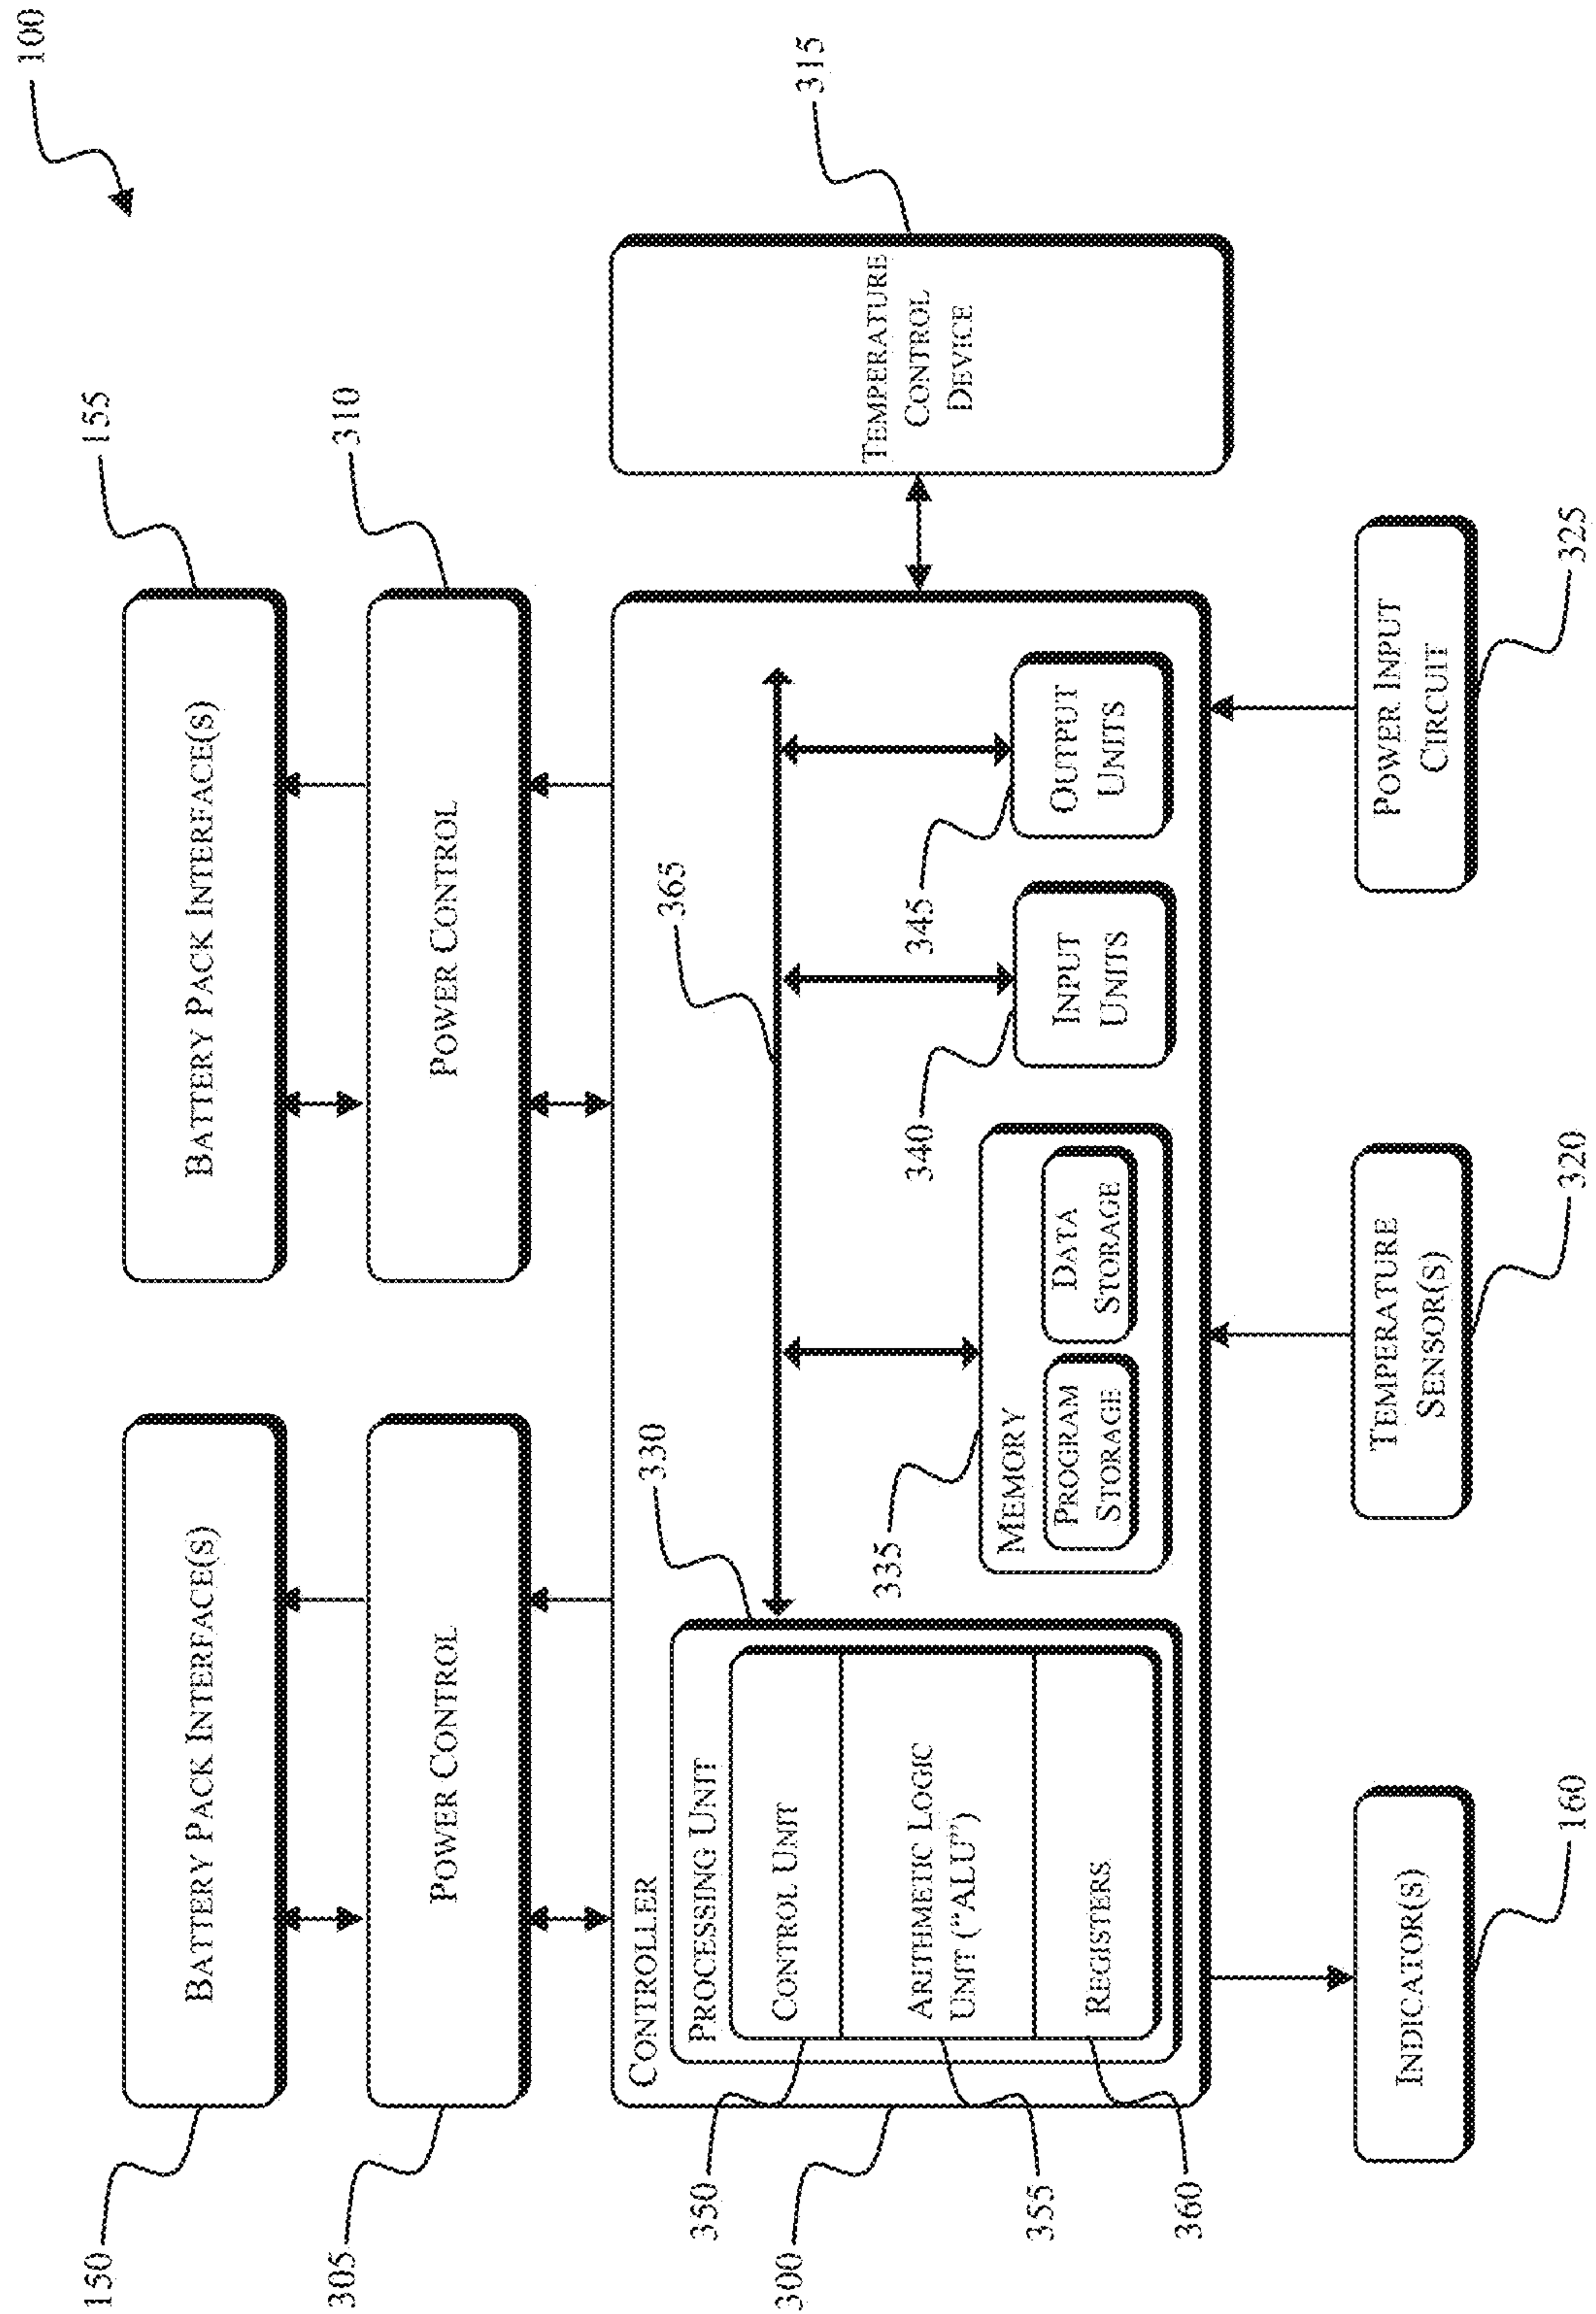 100
150
BATTERY PACK INTERFACE(S)
BATTERY PACK INTERFACE(S)
155
305
POWER CONTROL
POWER CONTROL
310
CONTROLLER
330
365
PROCESSING UNIT
350
CONTROL UNIT
300
ARITHMETIC LOGIC
UNIT ("ALU")
355
REGISTERS
360
335
MEMORY
PROGRAM
STORAGE
DATA
STORAGE
340
INPUT
UNITS
345
OUTPUT
UNITS
TEMPERATURE
CONTROL
DEVICE
315
INDICATOR(S)
160
TEMPERATURE
SENSOR(S)
320
POWER INPUT
CIRCUIT
325